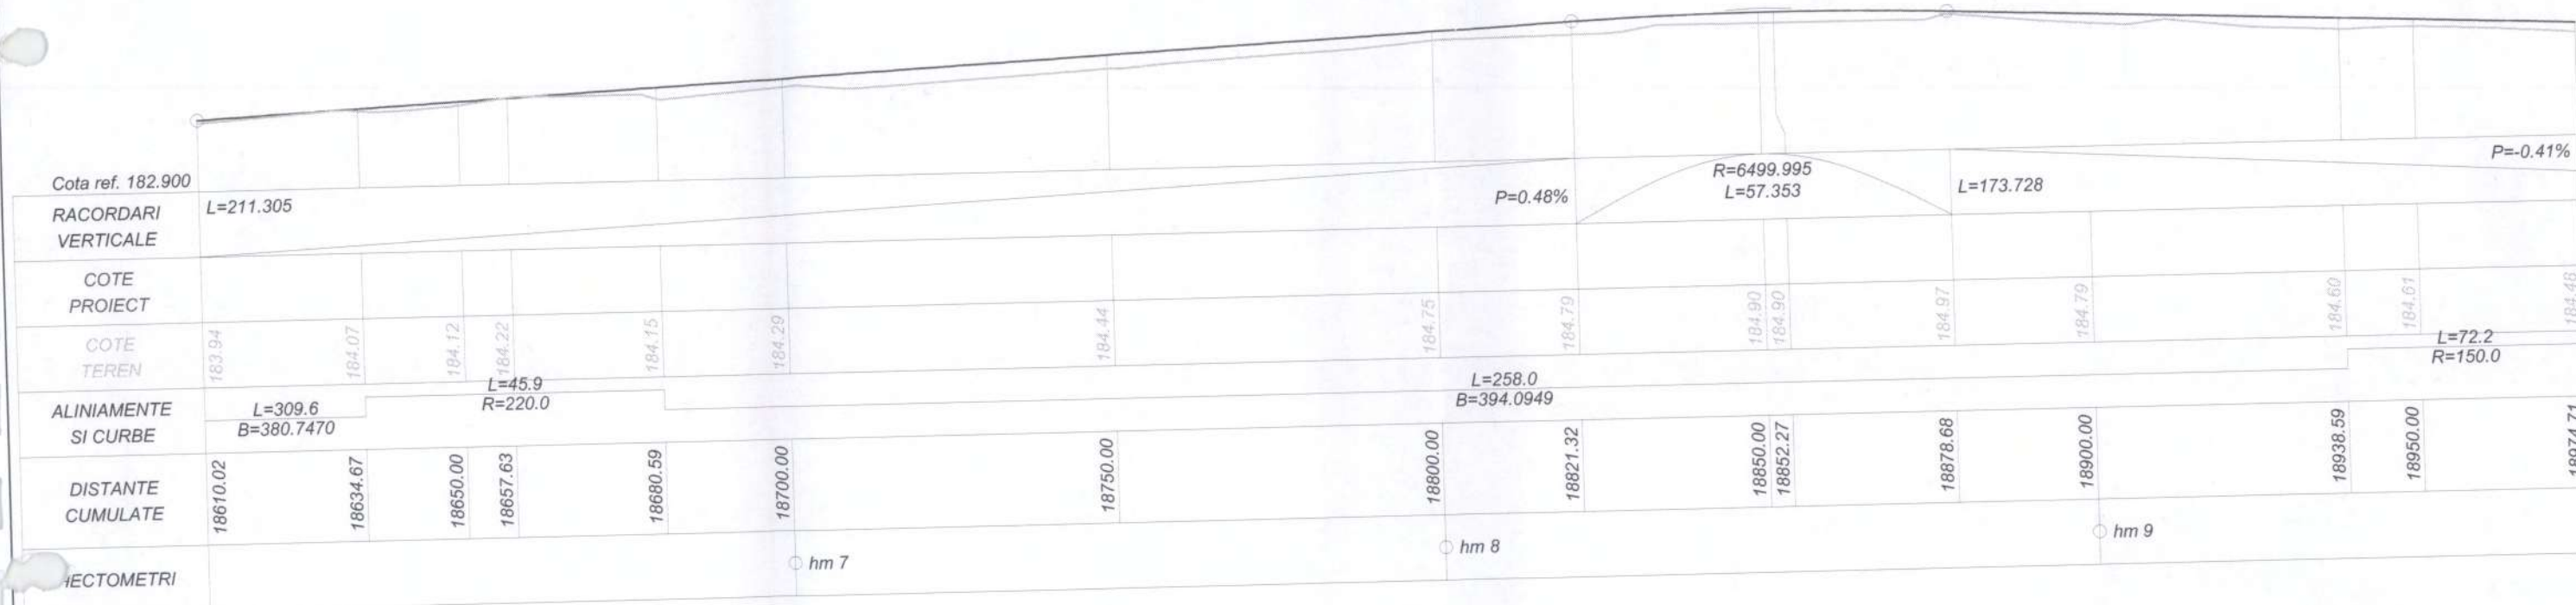 Cota ref. 182.900
P=-0.41%
RACORDARI
VERTICALE
L=211.305
P=0.48%
R=6499.995
L=57.353
L=173.728
COTE
PROIECT
COTE
TEREN
183.94 184.07 184.12 184.22 184.15 184.29 184.44 184.75 184.79 184.90 184.90 184.97 184.79 184.60 184.61 184.48
ALINIAMENTE
SI CURBE
L=309.6
B=380.7470
L=45.9
R=220.0
L=258.0
B=394.0949
L=72.2
R=150.0
DISTANTE
CUMULATE
18610.02 18634.67 18650.00 18657.63 18680.59 18700.00 18750.00 18800.00 18821.32 18850.00 18852.27 18878.68 18900.00 18938.59 18950.00 18974.71
HECTOMETRI
hm 7 hm 8 hm 9